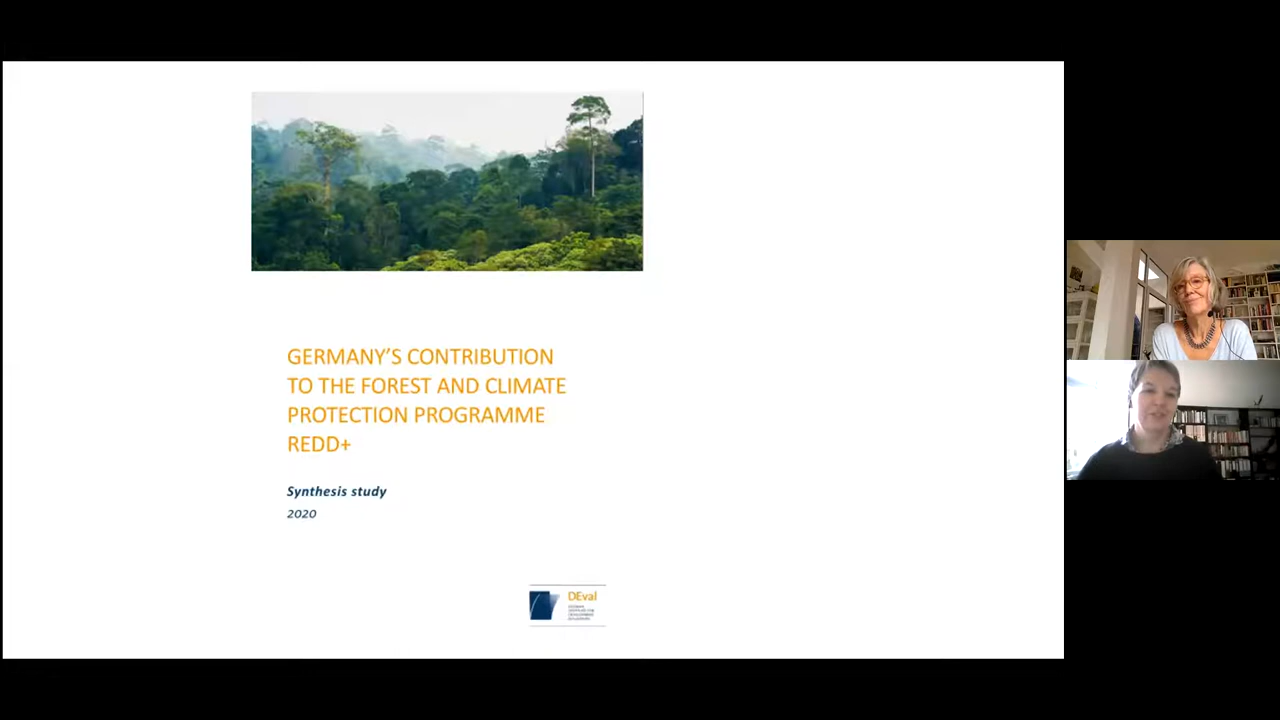 GERMANY'S CONTRIBUTION
TO THE FOREST AND CLIMATE
PROTECTION PROGRAMME
REDD+
Synthesis study
2020
DEval